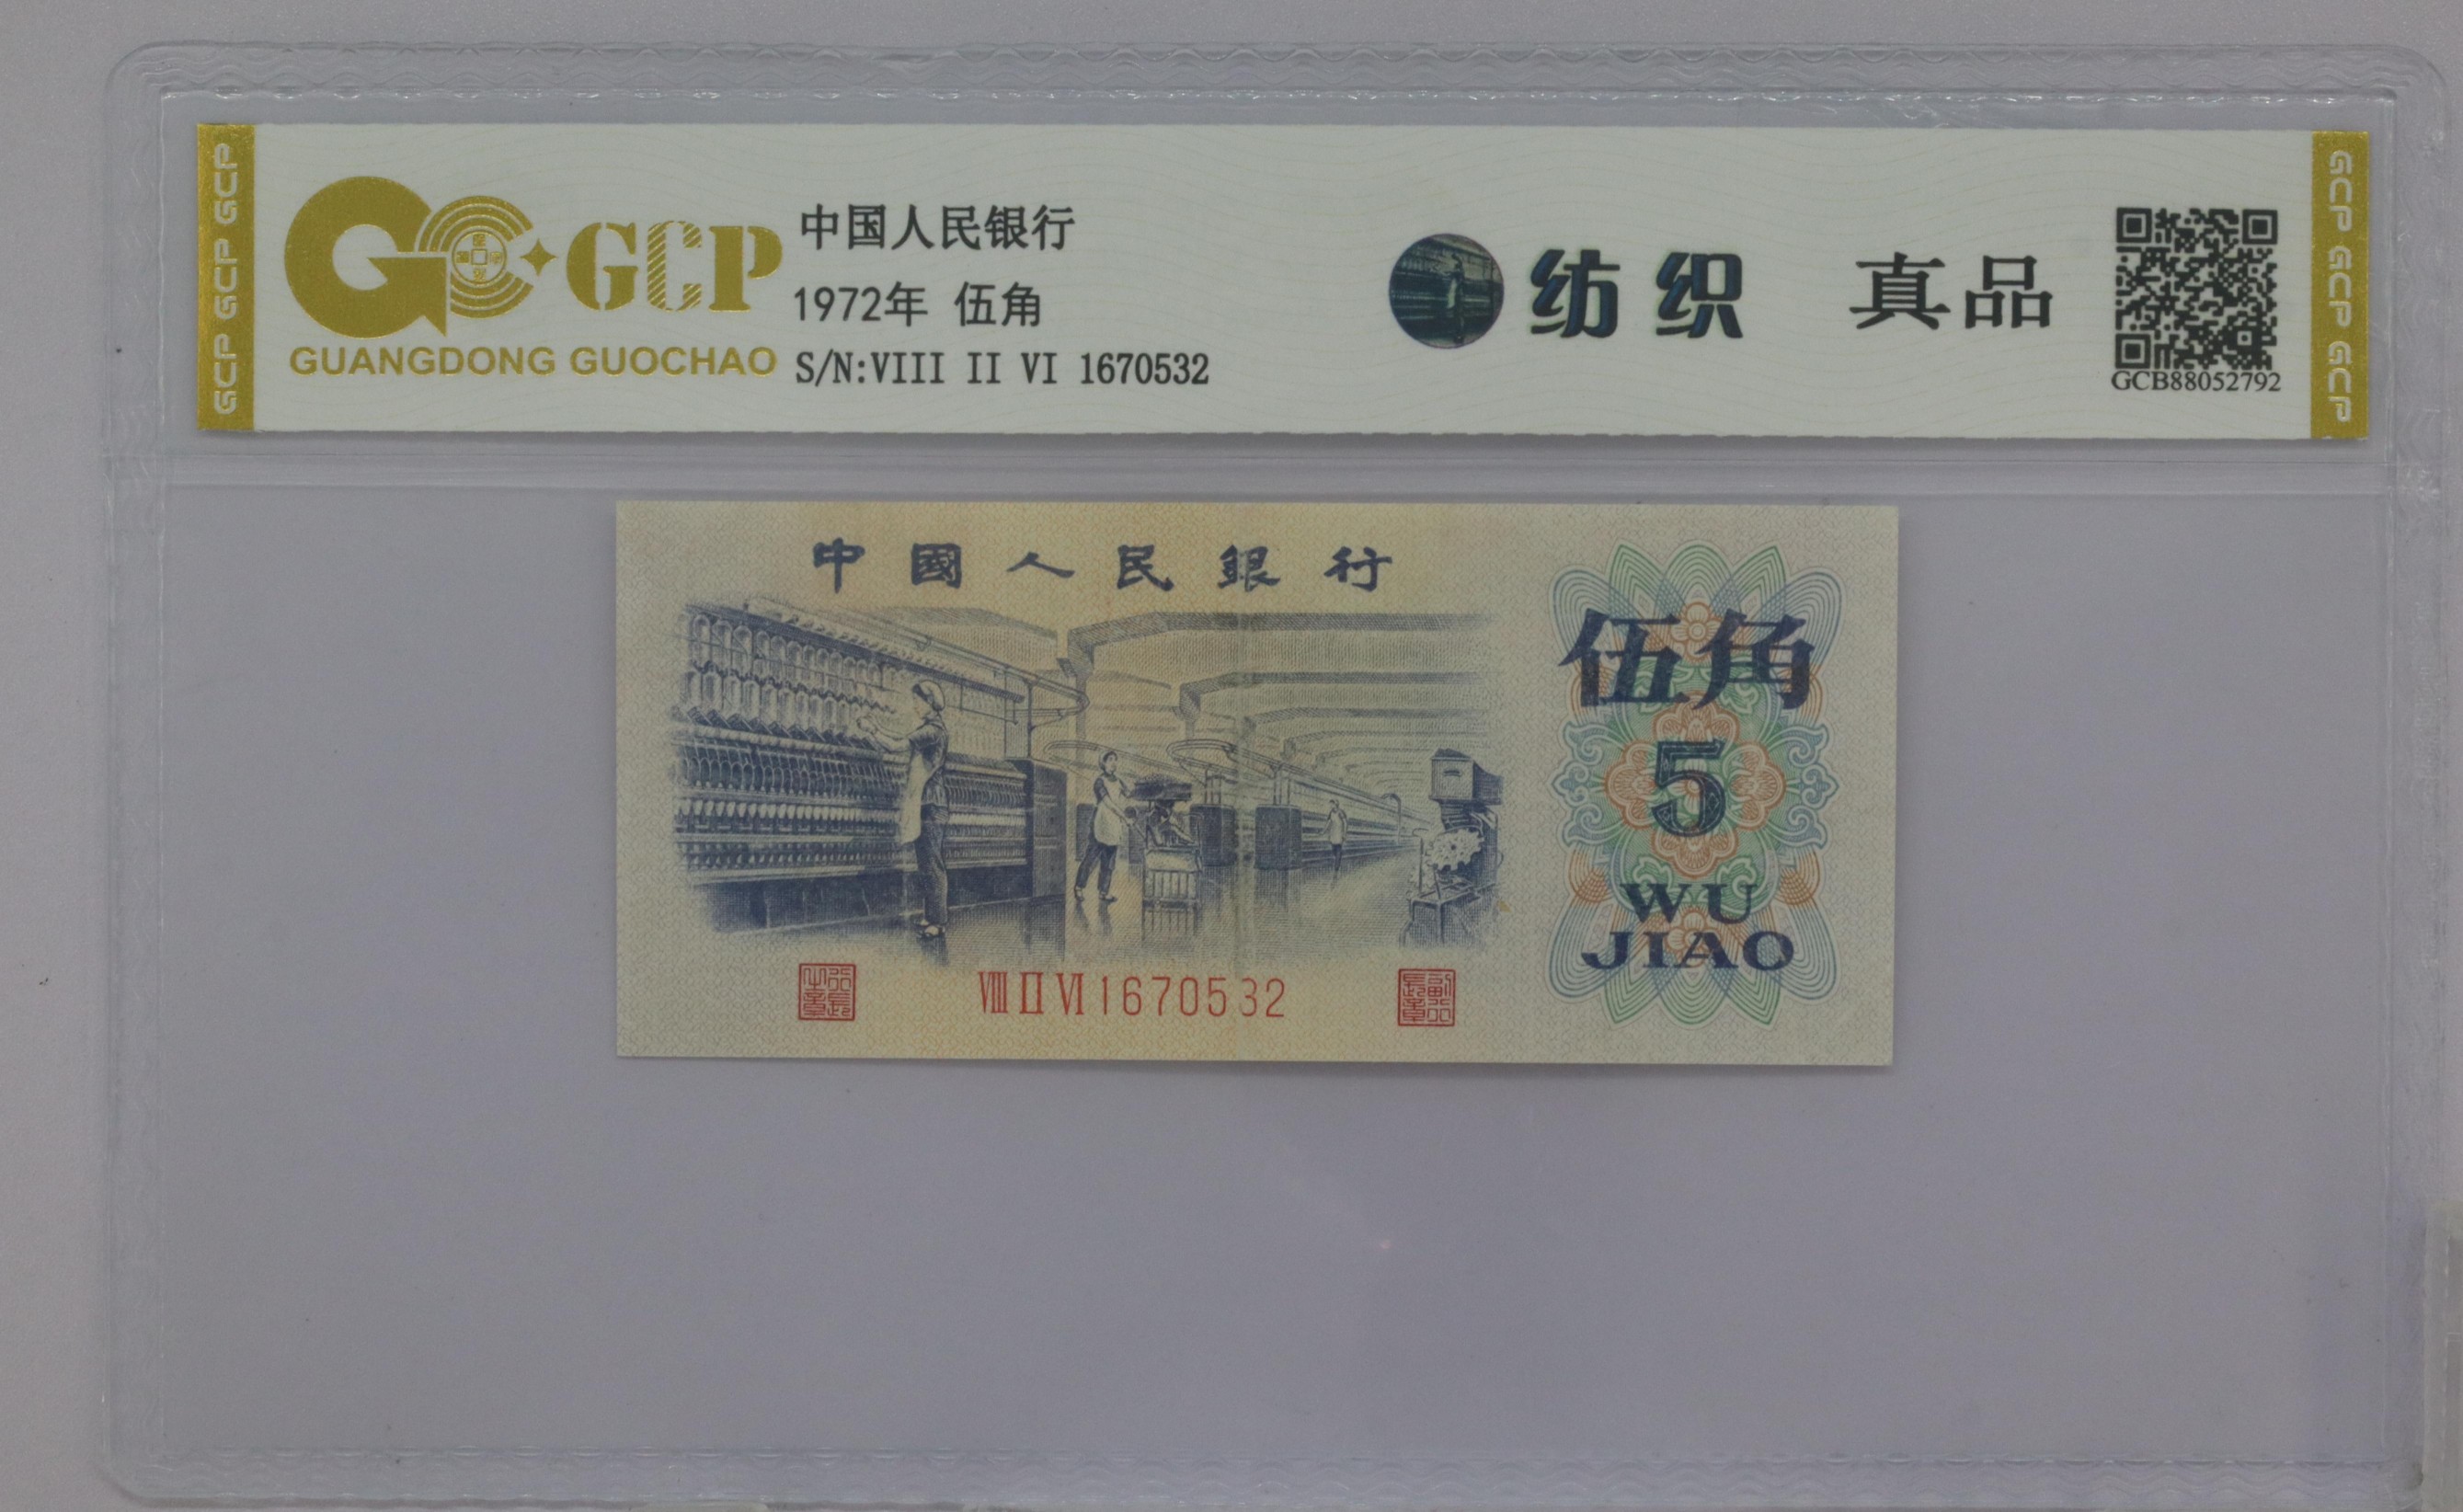 GCP GCP GCP
GCP
GUANGDONG GUOCHAO
中国人民银行
1972年 伍角
S/N:VIII II VI 1670532
纺织 真品
GCB88052792
GCP GCP GCP
中國人民銀行
伍角
5
WU
JIAO
VIII II VI 1670532